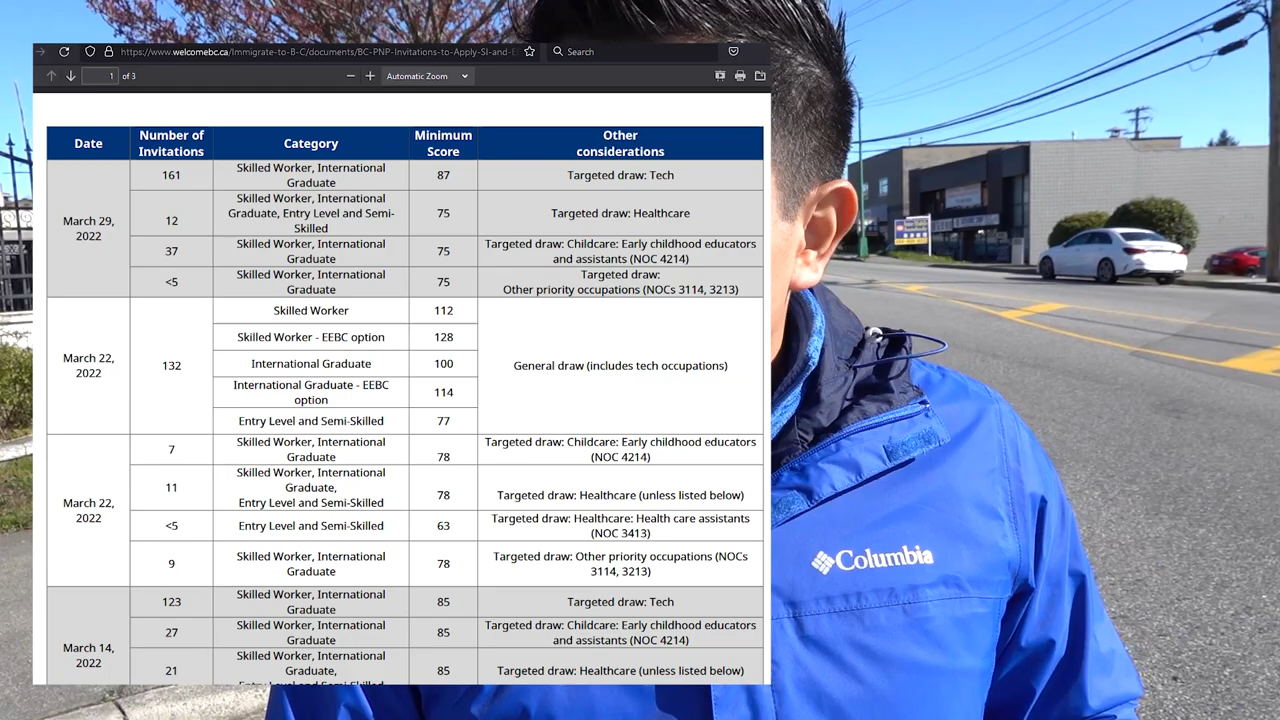 https://www.welcomebc.ca/Immigrate-to-B-C/documents/BC-PNP-Invitations-to-Apply-SI-and-E
Search
1 of 3
Automatic Zoom
Date
Number of
Invitations
Category
Minimum
Score
Other
considerations
March 29,
2022
161
Skilled Worker, International
Graduate
87
Targeted draw: Tech
12
Skilled Worker, International
Graduate, Entry Level and Semi-
Skilled
75
Targeted draw: Healthcare
37
Skilled Worker, International
Graduate
75
Targeted draw: Childcare: Early childhood educators
and assistants (NOC 4214)
<5
Skilled Worker, International
Graduate
75
Targeted draw:
Other priority occupations (NOCs 3114, 3213)
March 22,
2022
132
Skilled Worker
112
Skilled Worker - EEBC option
128
International Graduate
100
International Graduate - EEBC
option
114
Entry Level and Semi-Skilled
77
General draw (includes tech occupations)
March 22,
2022
7
Skilled Worker, International
Graduate
78
Targeted draw: Childcare: Early childhood educators
(NOC 4214)
11
Skilled Worker, International
Graduate,
Entry Level and Semi-Skilled
78
Targeted draw: Healthcare (unless listed below)
<5
Entry Level and Semi-Skilled
63
Targeted draw: Healthcare: Health care assistants
(NOC 3413)
9
Skilled Worker, International
Graduate
78
Targeted draw: Other priority occupations (NOCs
3114, 3213)
March 14,
2022
123
Skilled Worker, International
Graduate
85
Targeted draw: Tech
27
Skilled Worker, International
Graduate
85
Targeted draw: Childcare: Early childhood educators
and assistants (NOC 4214)
21
Skilled Worker, International
Graduate,
Entry Level and Semi-Skilled
85
Targeted draw: Healthcare (unless listed below)
Columbia